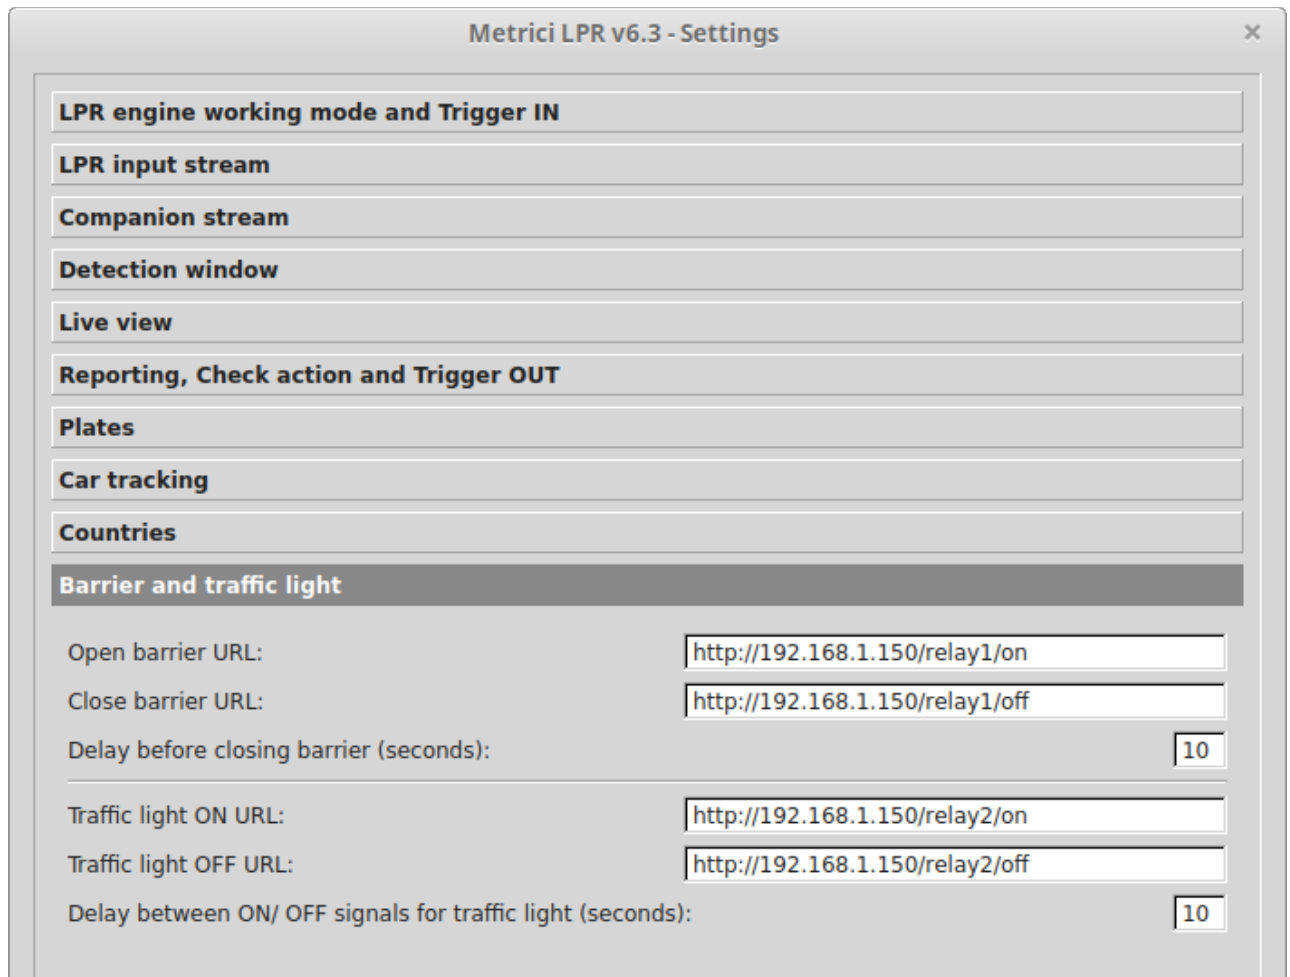 Metrici LPR v6.3 - Settings
LPR engine working mode and Trigger IN
LPR input stream
Companion stream
Detection window
Live view
Reporting, Check action and Trigger OUT
Plates
Car tracking
Countries
Barrier and traffic light
Open barrier URL: http://192.168.1.150/relay1/on
Close barrier URL: http://192.168.1.150/relay1/off
Delay before closing barrier (seconds): 10
Traffic light ON URL: http://192.168.1.150/relay2/on
Traffic light OFF URL: http://192.168.1.150/relay2/off
Delay between ON/ OFF signals for traffic light (seconds): 10